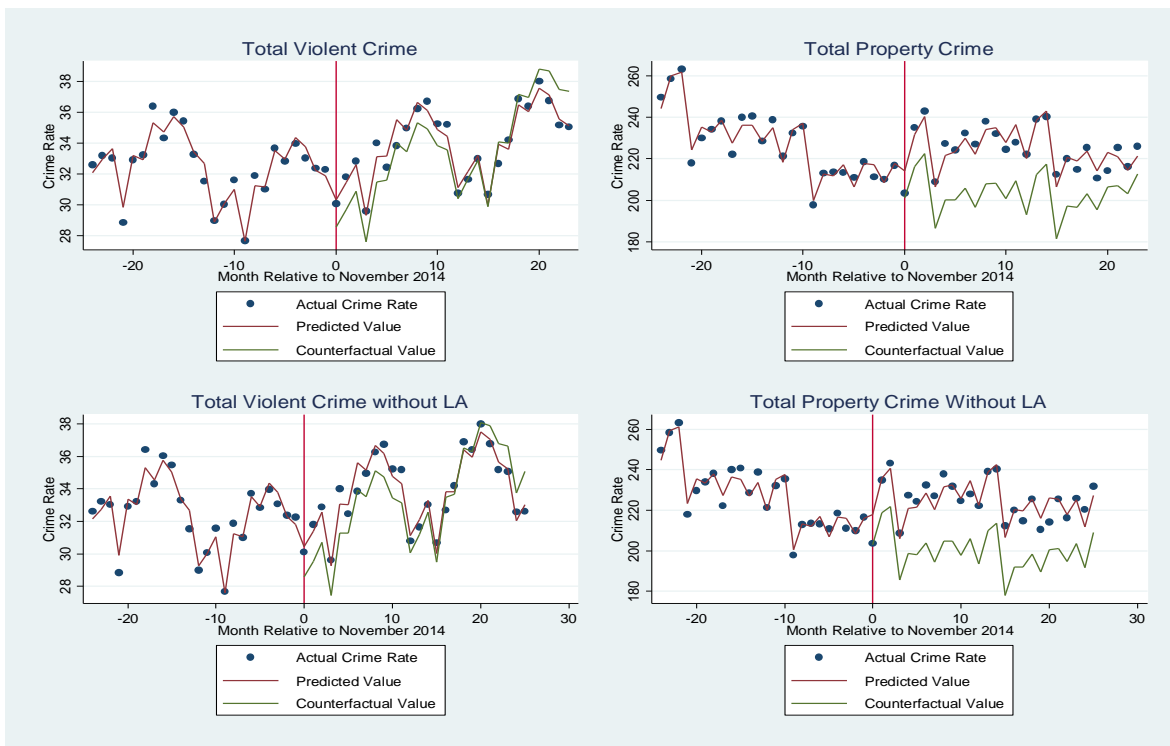 Total Violent Crime
Crime Rate
38
36
34
32
30
28
-20
-10
0
10
20
Month Relative to November 2014
Actual Crime Rate
Predicted Value
Counterfactual Value
Total Property Crime
Crime Rate
260
240
220
200
180
-20
-10
0
10
20
Month Relative to November 2014
Actual Crime Rate
Predicted Value
Counterfactual Value
Total Violent Crime without LA
Crime Rate
38
36
34
32
30
28
-20
-10
0
10
20
30
Month Relative to November 2014
Actual Crime Rate
Predicted Value
Counterfactual Value
Total Property Crime Without LA
Crime Rate
260
240
220
200
180
-20
-10
0
10
20
30
Month Relative to November 2014
Actual Crime Rate
Predicted Value
Counterfactual Value